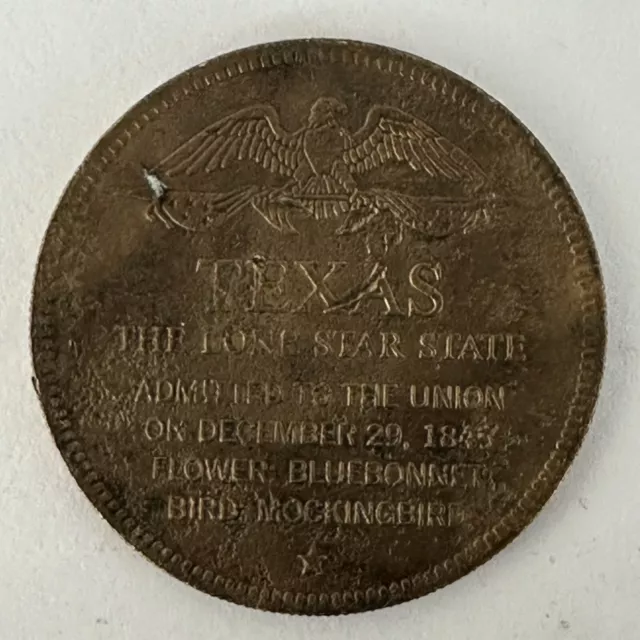 TEXAS
THE LONE STAR STATE
ADMITTED TO THE UNION
ON DECEMBER 29, 1845
FLOWER: BLUEBONNET,
BIRD: MOCKINGBIRD